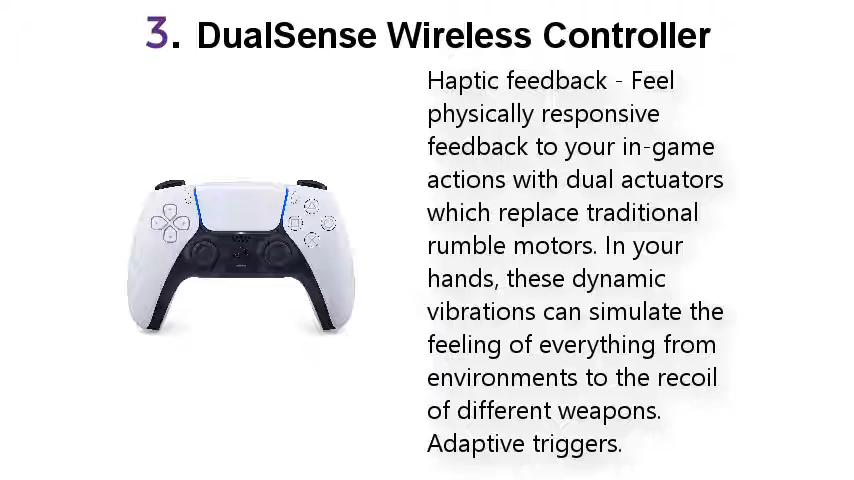 3. DualSense Wireless Controller
Haptic feedback - Feel
physically responsive
feedback to your in-game
actions with dual actuators
which replace traditional
rumble motors. In your
hands, these dynamic
vibrations can simulate the
feeling of everything from
environments to the recoil
of different weapons.
Adaptive triggers.